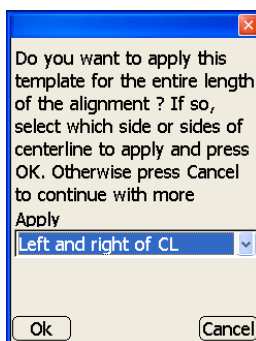 Do you want to apply this
template for the entire length
of the alignment ? If so,
select which side or sides of
centerline to apply and press
OK. Otherwise press Cancel
to continue with more
Apply
Left and right of CL
Ok
Cancel